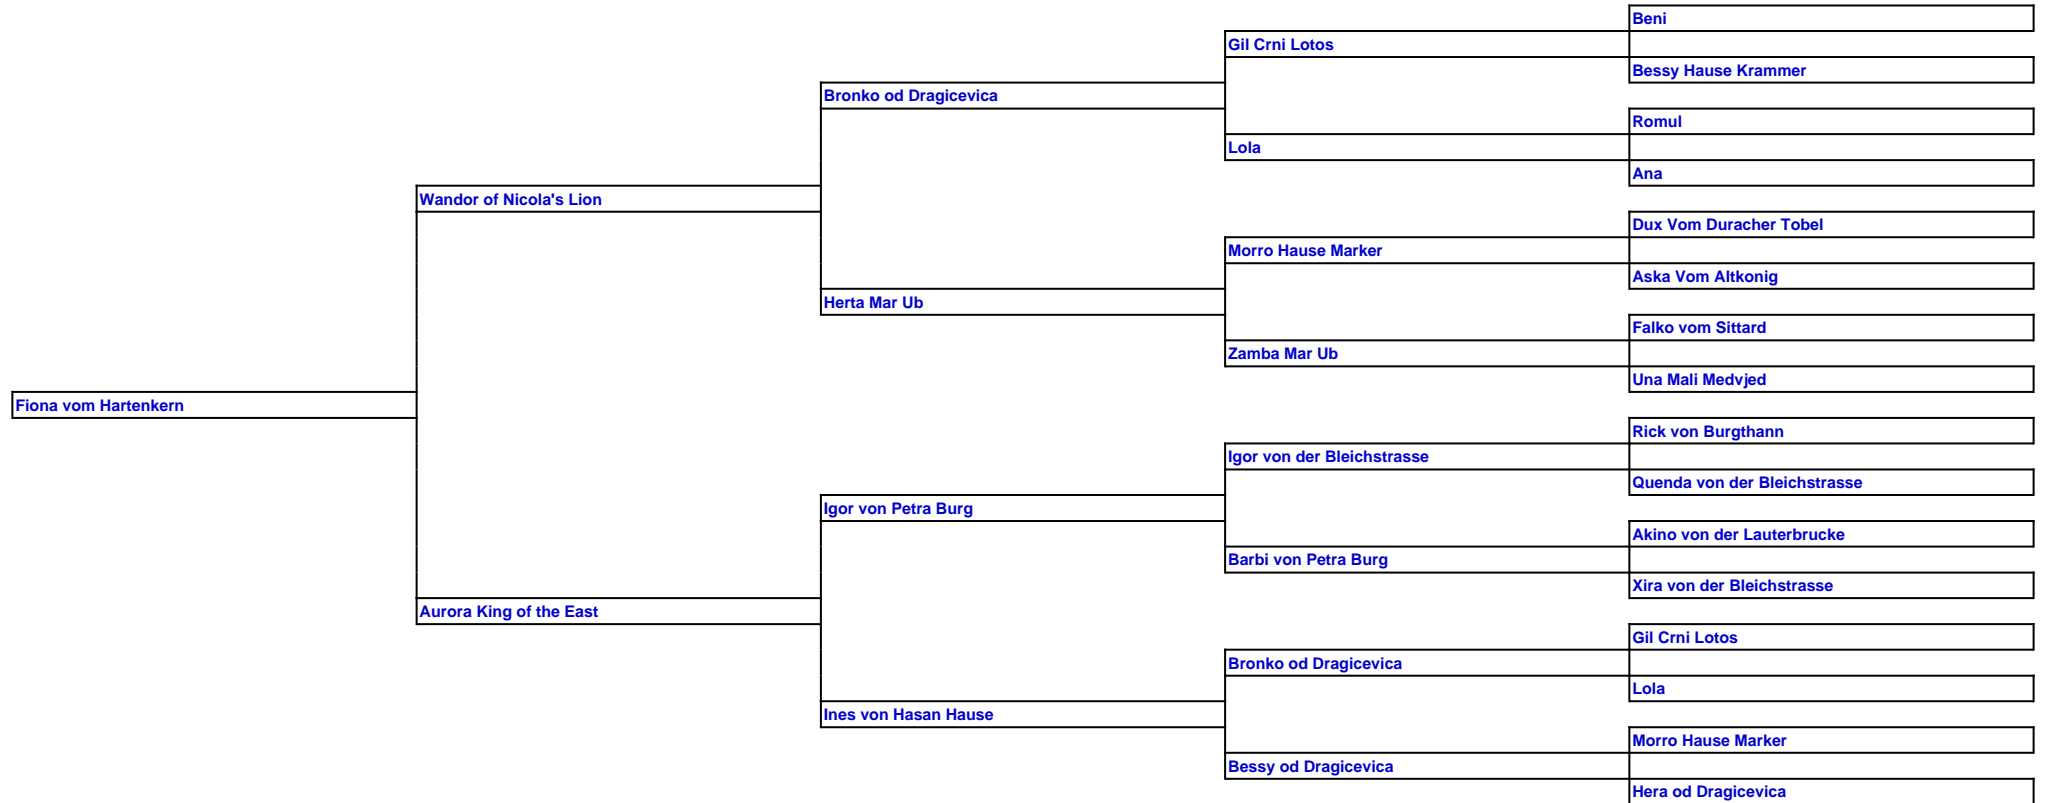 Beni
Gil Crni Lotos
Bessy Hause Krammer
Bronko od Dragicevica
Romul
Lola
Ana
Wandor of Nicola's Lion
Dux Vom Duracher Tobel
Morro Hause Marker
Aska Vom Altkonig
Herta Mar Ub
Falko vom Sittard
Zamba Mar Ub
Una Mali Medvjed
Fiona vom Hartenkern
Rick von Burgthann
Igor von der Bleichstrasse
Quenda von der Bleichstrasse
Igor von Petra Burg
Akino von der Lauterbrucke
Barbi von Petra Burg
Xira von der Bleichstrasse
Aurora King of the East
Gil Crni Lotos
Bronko od Dragicevica
Lola
Ines von Hasan Hause
Morro Hause Marker
Bessy od Dragicevica
Hera od Dragicevica